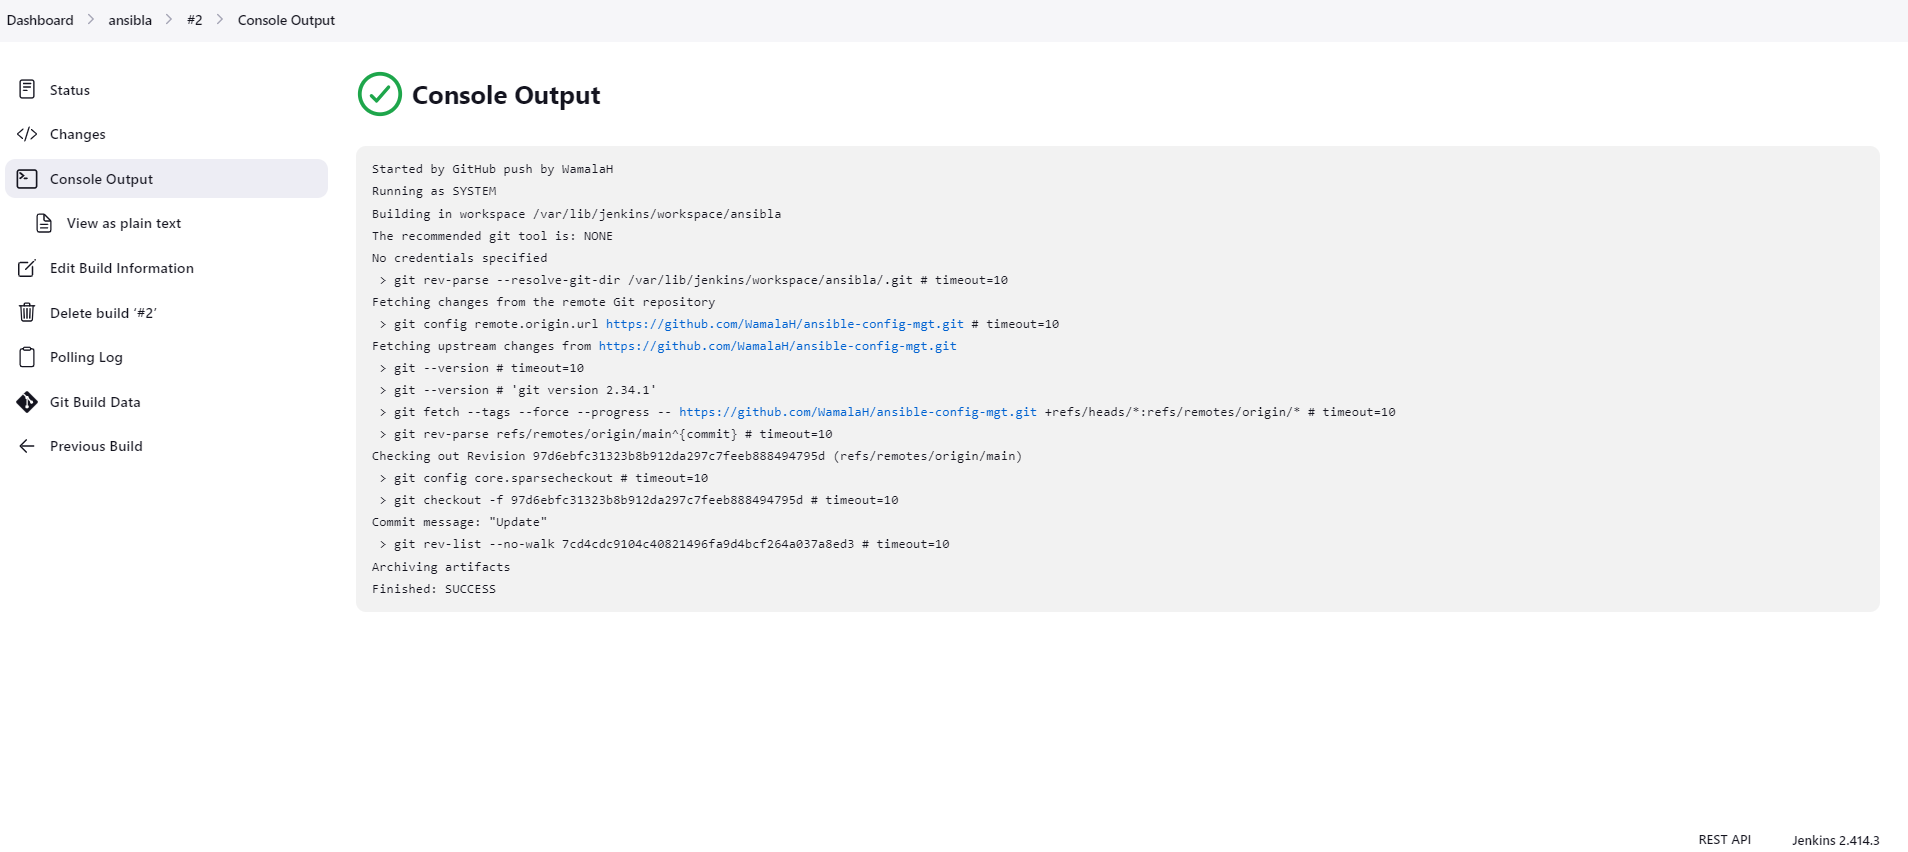 Dashboard > ansibla > #2 > Console Output
Status
Changes
Console Output
View as plain text
Edit Build Information
Delete build ‘#2’
Polling Log
Git Build Data
Previous Build
Console Output
Started by GitHub push by WamalaH
Running as SYSTEM
Building in workspace /var/lib/jenkins/workspace/ansibla
The recommended git tool is: NONE
No credentials specified
 > git rev-parse --resolve-git-dir /var/lib/jenkins/workspace/ansibla/.git # timeout=10
Fetching changes from the remote Git repository
 > git config remote.origin.url https://github.com/WamalaH/ansible-config-mgt.git # timeout=10
Fetching upstream changes from https://github.com/WamalaH/ansible-config-mgt.git
 > git --version # timeout=10
 > git --version # 'git version 2.34.1'
 > git fetch --tags --force --progress -- https://github.com/WamalaH/ansible-config-mgt.git +refs/heads/*:refs/remotes/origin/* # timeout=10
 > git rev-parse refs/remotes/origin/main^{commit} # timeout=10
Checking out Revision 97d6ebfc31323b8b912da297c7feeb888494795d (refs/remotes/origin/main)
 > git config core.sparsecheckout # timeout=10
 > git checkout -f 97d6ebfc31323b8b912da297c7feeb888494795d # timeout=10
Commit message: "Update"
 > git rev-list --no-walk 7cd4cdc9104c40821496fa9d4bcf264a037a8ed3 # timeout=10
Archiving artifacts
Finished: SUCCESS
REST API
Jenkins 2.414.3